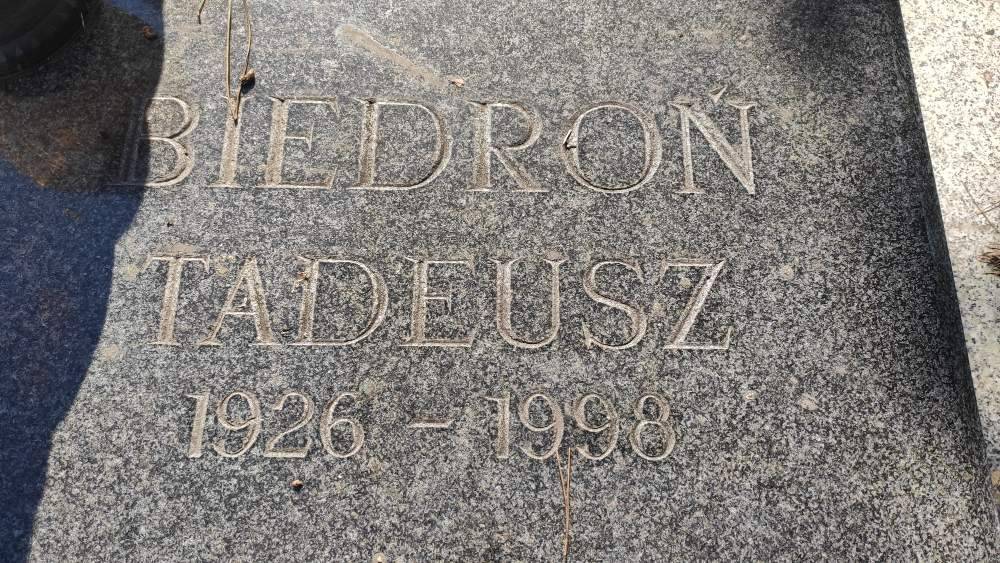 BIEDROŃ
TADEUSZ
1926 - 1998